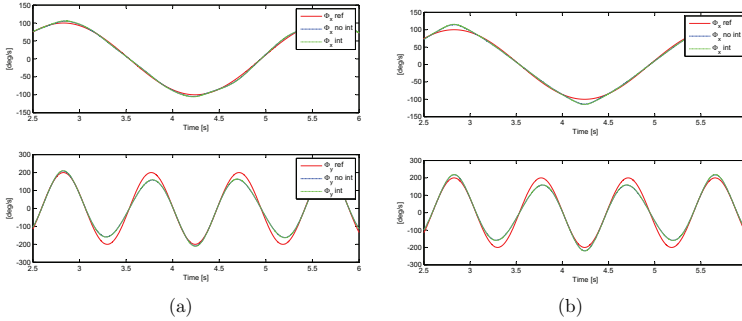 150
100
50
0
-50
-100
-150
[deg/s]
2.5 3 3.5 4 4.5 5 5.5 6
Time [s]
Φx ref
Φx no int
Φx int
300
200
100
0
-100
-200
-300
[deg/s]
2.5 3 3.5 4 4.5 5 5.5 6
Time [s]
Φy ref
Φy no int
Φy int
(a)
150
100
50
0
-50
-100
-150
[deg/s]
2.5 3 3.5 4 4.5 5 5.5
Time [s]
Φx ref
Φx no int
Φx int
300
200
100
0
-100
-200
-300
[deg/s]
2.5 3 3.5 4 4.5 5 5.5
Time [s]
(b)